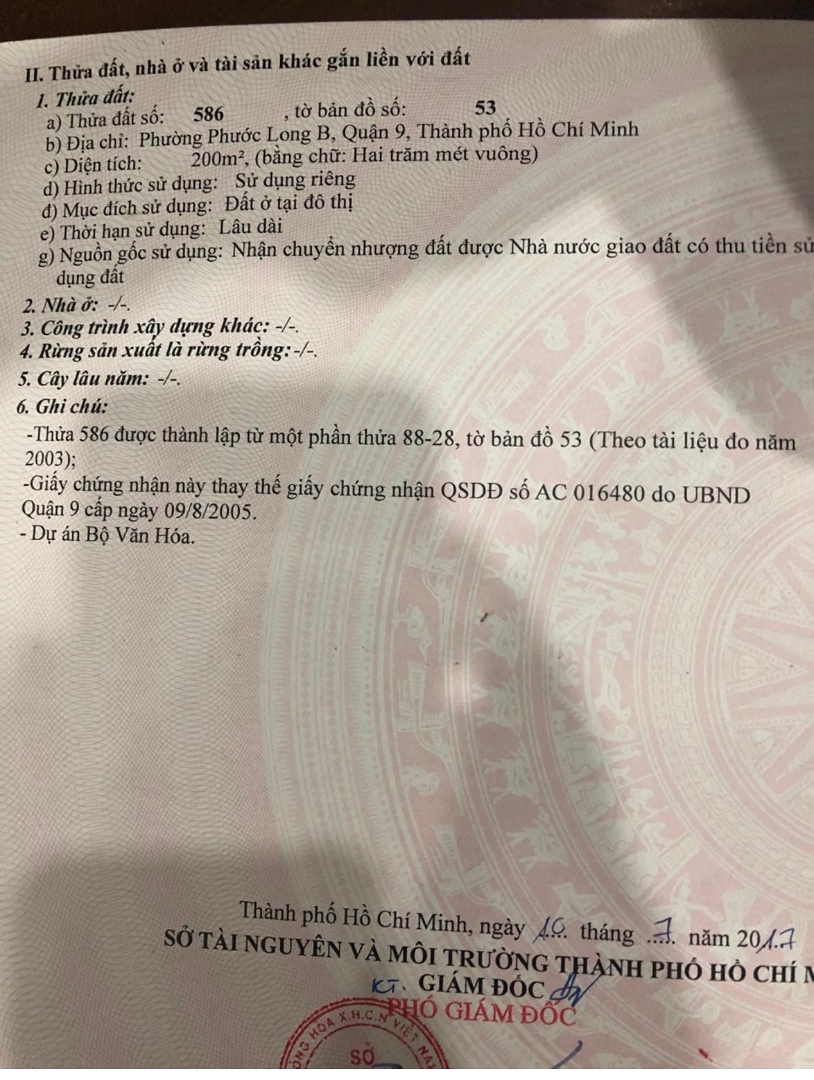 II. Thửa đất, nhà ở và tài sản khác gắn liền với đất
1. Thửa đất:
a) Thửa đất số: 586 , tờ bản đồ số: 53
b) Địa chỉ: Phường Phước Long B, Quận 9, Thành phố Hồ Chí Minh
c) Diện tích: 200m², (bằng chữ: Hai trăm mét vuông)
d) Hình thức sử dụng: Sử dụng riêng
đ) Mục đích sử dụng: Đất ở tại đô thị
e) Thời hạn sử dụng: Lâu dài
g) Nguồn gốc sử dụng: Nhận chuyển nhượng đất được Nhà nước giao đất có thu tiền sử
dụng đất
2. Nhà ở: -/-.
3. Công trình xây dựng khác: -/-.
4. Rừng sản xuất là rừng trồng: -/-.
5. Cây lâu năm: -/-.
6. Ghi chú:
-Thửa 586 được thành lập từ một phần thửa 88-28, tờ bản đồ 53 (Theo tài liệu đo năm
2003);
-Giấy chứng nhận này thay thế giấy chứng nhận QSDĐ số AC 016480 do UBND
Quận 9 cấp ngày 09/8/2005.
- Dự án Bộ Văn Hóa.
Thành phố Hồ Chí Minh, ngày 10 tháng 7 năm 2017
SỞ TÀI NGUYÊN VÀ MÔI TRƯỜNG THÀNH PHỐ HỒ CHÍ
KT. GIÁM ĐỐC
PHÓ GIÁM ĐỐC
HÒA X.H.C.N VIỆT
SỞ